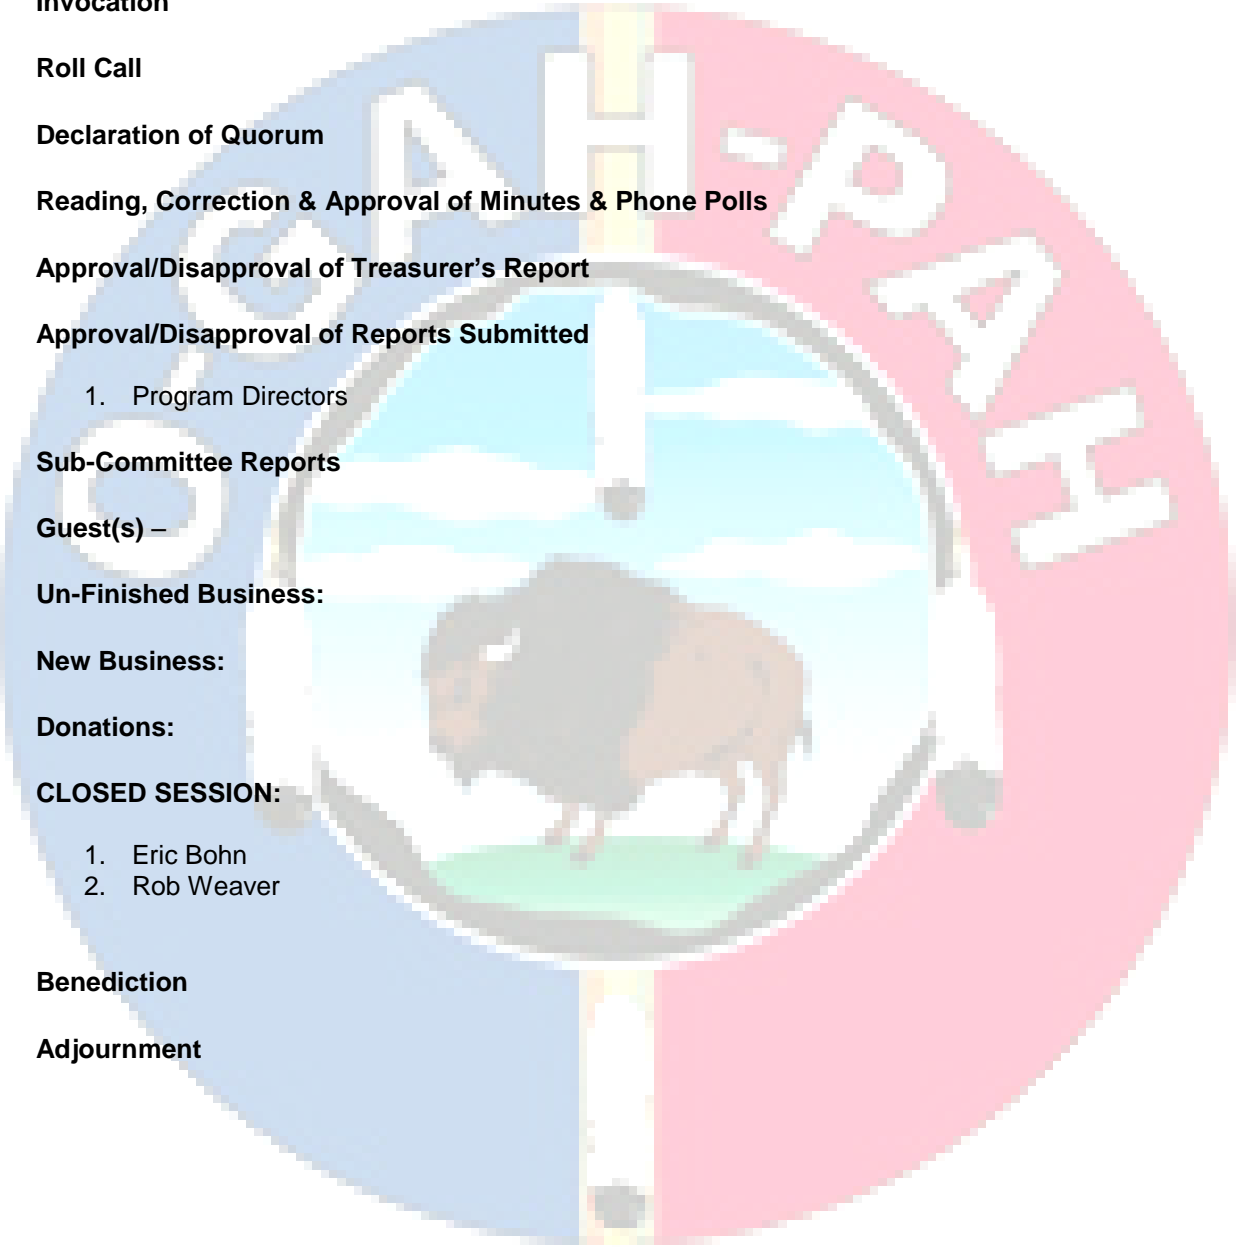 Invocation
Roll Call
Declaration of Quorum
Reading, Correction & Approval of Minutes & Phone Polls
Approval/Disapproval of Treasurer’s Report
Approval/Disapproval of Reports Submitted
1. Program Directors
Sub-Committee Reports
Guest(s) –
Un-Finished Business:
New Business:
Donations:
CLOSED SESSION:
1. Eric Bohn
2. Rob Weaver
Benediction
Adjournment
O-GAH-PAH